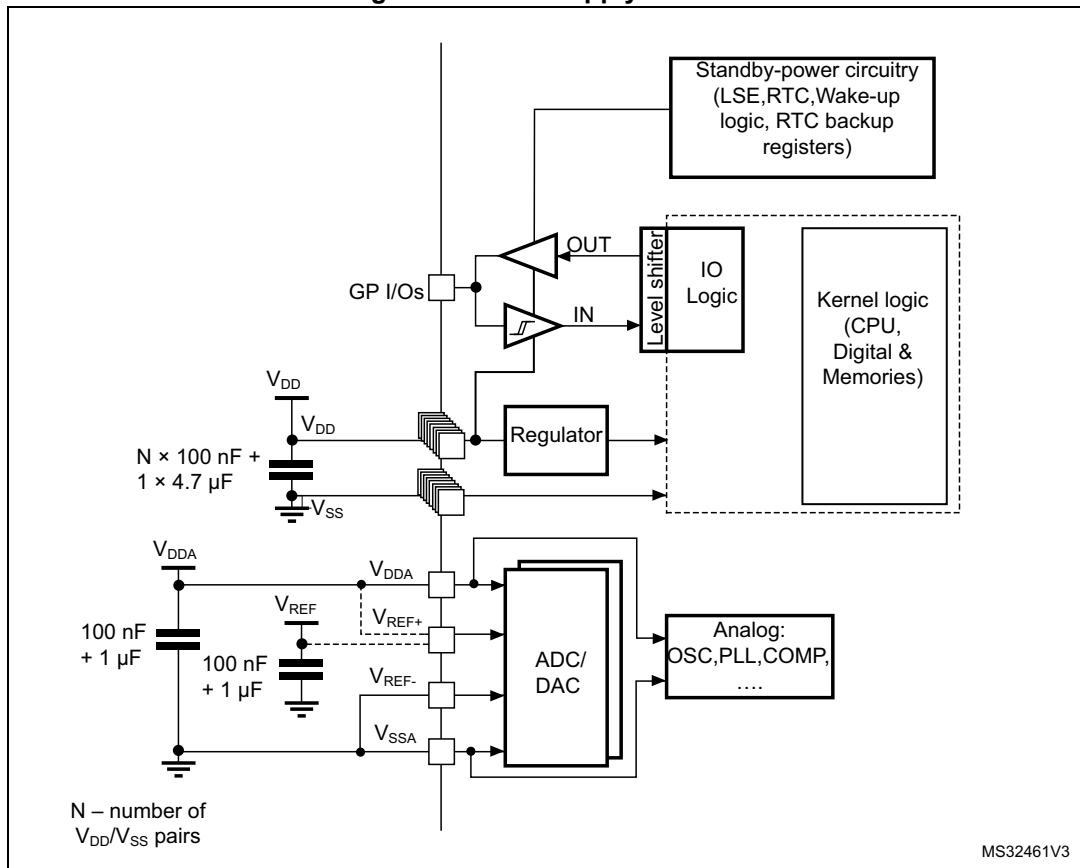 Standby-power circuitry
(LSE,RTC,Wake-up
logic, RTC backup
registers)
OUT
Level shifter
IO
Logic
Kernel logic
(CPU,
Digital &
Memories)
GP I/Os
IN
VDD
VDD
Regulator
N × 100 nF +
1 × 4.7 µF
VSS
VDDA
VDDA
VREF+
VREF
100 nF
+ 1 µF
100 nF
+ 1 µF
VREF-
ADC/
DAC
Analog:
OSC,PLL,COMP,
….
VSSA
N – number of
VDD/VSS pairs
MS32461V3